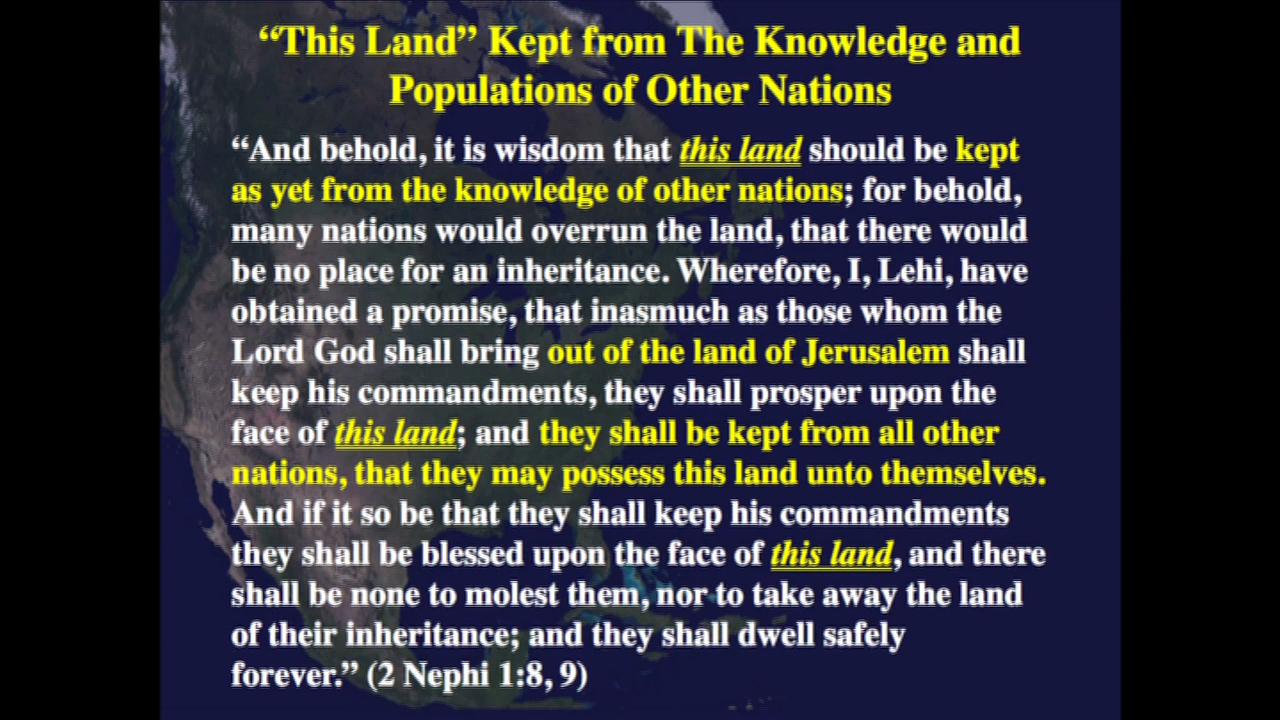 “This Land” Kept from The Knowledge and
Populations of Other Nations
“And behold, it is wisdom that this land should be kept
as yet from the knowledge of other nations; for behold,
many nations would overrun the land, that there would
be no place for an inheritance. Wherefore, I, Lehi, have
obtained a promise, that inasmuch as those whom the
Lord God shall bring out of the land of Jerusalem shall
keep his commandments, they shall prosper upon the
face of this land; and they shall be kept from all other
nations, that they may possess this land unto themselves.
And if it so be that they shall keep his commandments
they shall be blessed upon the face of this land, and there
shall be none to molest them, nor to take away the land
of their inheritance; and they shall dwell safely
forever.” (2 Nephi 1:8, 9)